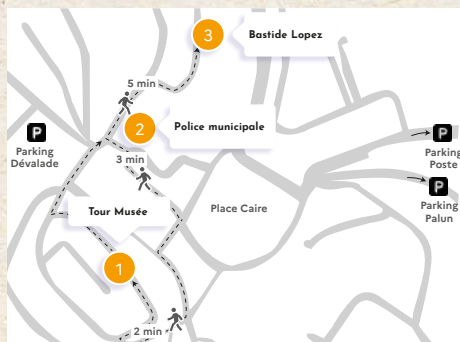 3
Bastide Lopez
5 min
2
Police municipale
P
Parking
Dévalade
P
Parking
Poste
3 min
P
Parking
Palun
Tour Musée
Place Caire
1
2 min